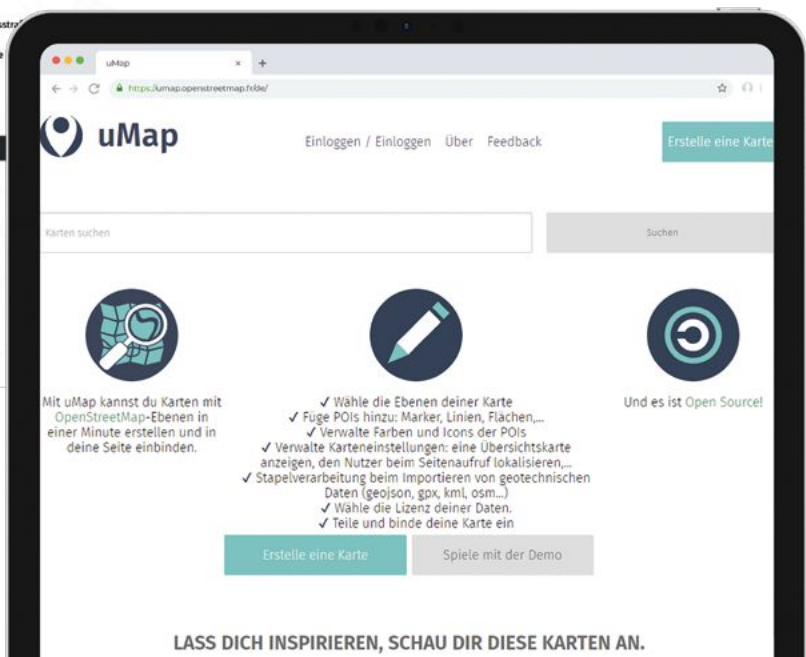 uMap
https://umap.openstreetmap.fr/de/
uMap
Einloggen / Einloggen Über Feedback
Erstelle eine Karte
Karten suchen
Suchen
Mit uMap kannst du Karten mit
OpenStreetMap-Ebenen in
einer Minute erstellen und in
deine Seite einbinden.
✓ Wähle die Ebenen deiner Karte
✓ Füge POIs hinzu: Marker, Linien, Flächen,...
✓ Verwalte Farben und Icons der POIs
✓ Verwalte Karteneinstellungen: eine Übersichtskarte
anzeigen, den Nutzer beim Seitenaufruf lokalisieren,...
✓ Stapelverarbeitung beim Importieren von geotechnischen
Daten (geojson, gpx, kml, osm...)
✓ Wähle die Lizenz deiner Daten.
✓ Teile und binde deine Karte ein
Und es ist Open Source!
Erstelle eine Karte
Spiele mit der Demo
LASS DICH INSPIRIEREN, SCHAU DIR DIESE KARTEN AN.